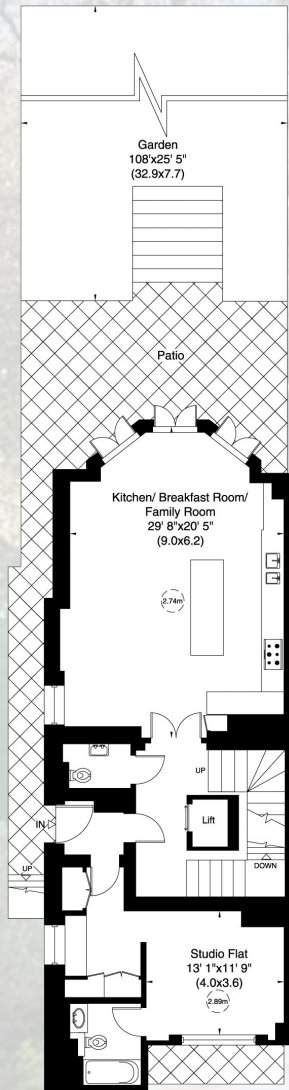 Garden
108'x25' 5"
(32.9x7.7)
Patio
Kitchen/ Breakfast Room/
Family Room
29' 8"x20' 5"
(9.0x6.2)
2.74m
UP
IN
Lift
UP
DOWN
Studio Flat
13' 1"x11' 9"
(4.0x3.6)
2.89m